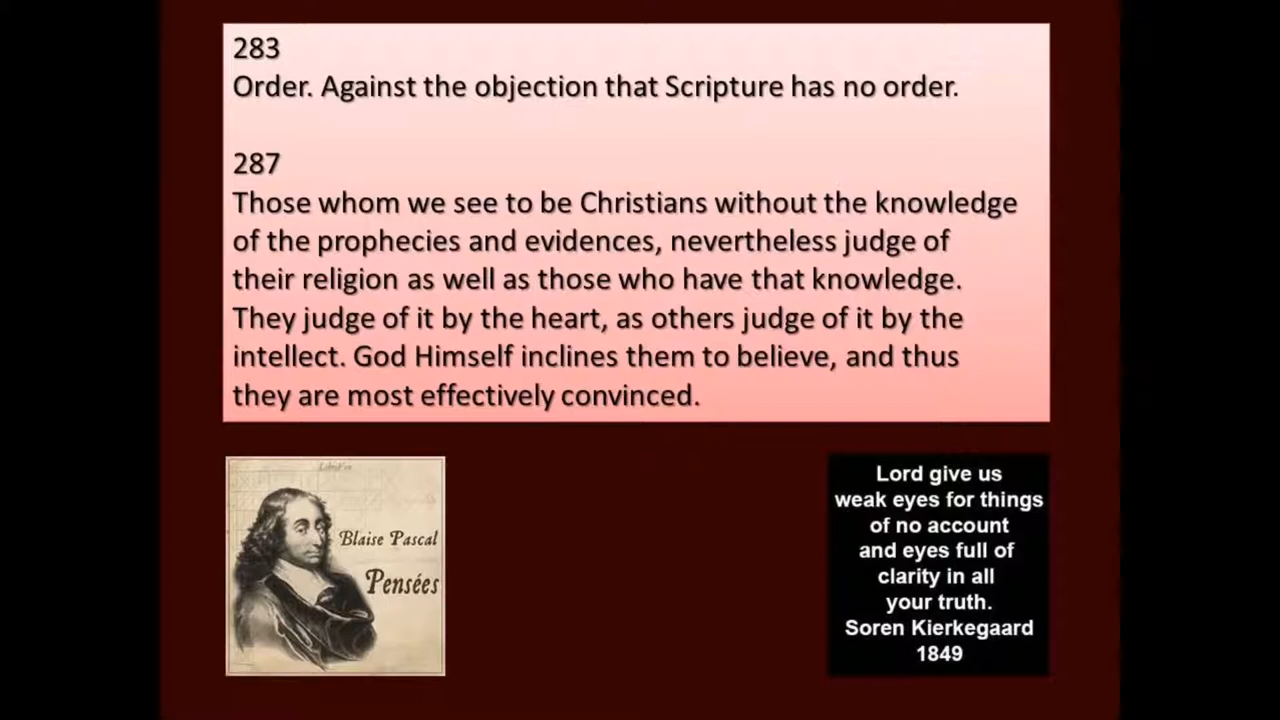 283
Order. Against the objection that Scripture has no order.
287
Those whom we see to be Christians without the knowledge
of the prophecies and evidences, nevertheless judge of
their religion as well as those who have that knowledge.
They judge of it by the heart, as others judge of it by the
intellect. God Himself inclines them to believe, and thus
they are most effectively convinced.
LibriVox
Blaise Pascal
Pensées
Lord give us
weak eyes for things
of no account
and eyes full of
clarity in all
your truth.
Soren Kierkegaard
1849